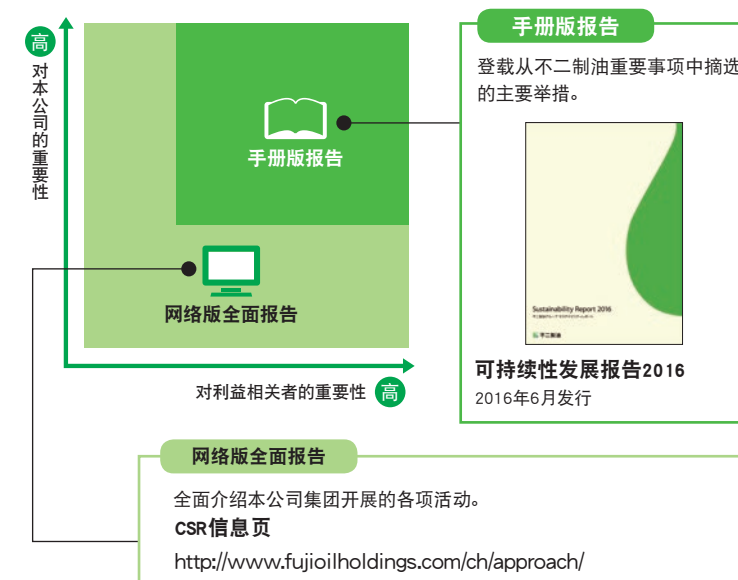 高
对本公司的重要性
手册版报告
网络版全面报告
对利益相关者的重要性 高
手册版报告
登载从不二制油重要事项中摘选
的主要举措。
Sustainability Report 2016
不二製油
可持续性发展报告2016
2016年6月发行
网络版全面报告
全面介绍本公司集团开展的各项活动。
CSR信息页
http://www.fujioilholdings.com/ch/approach/